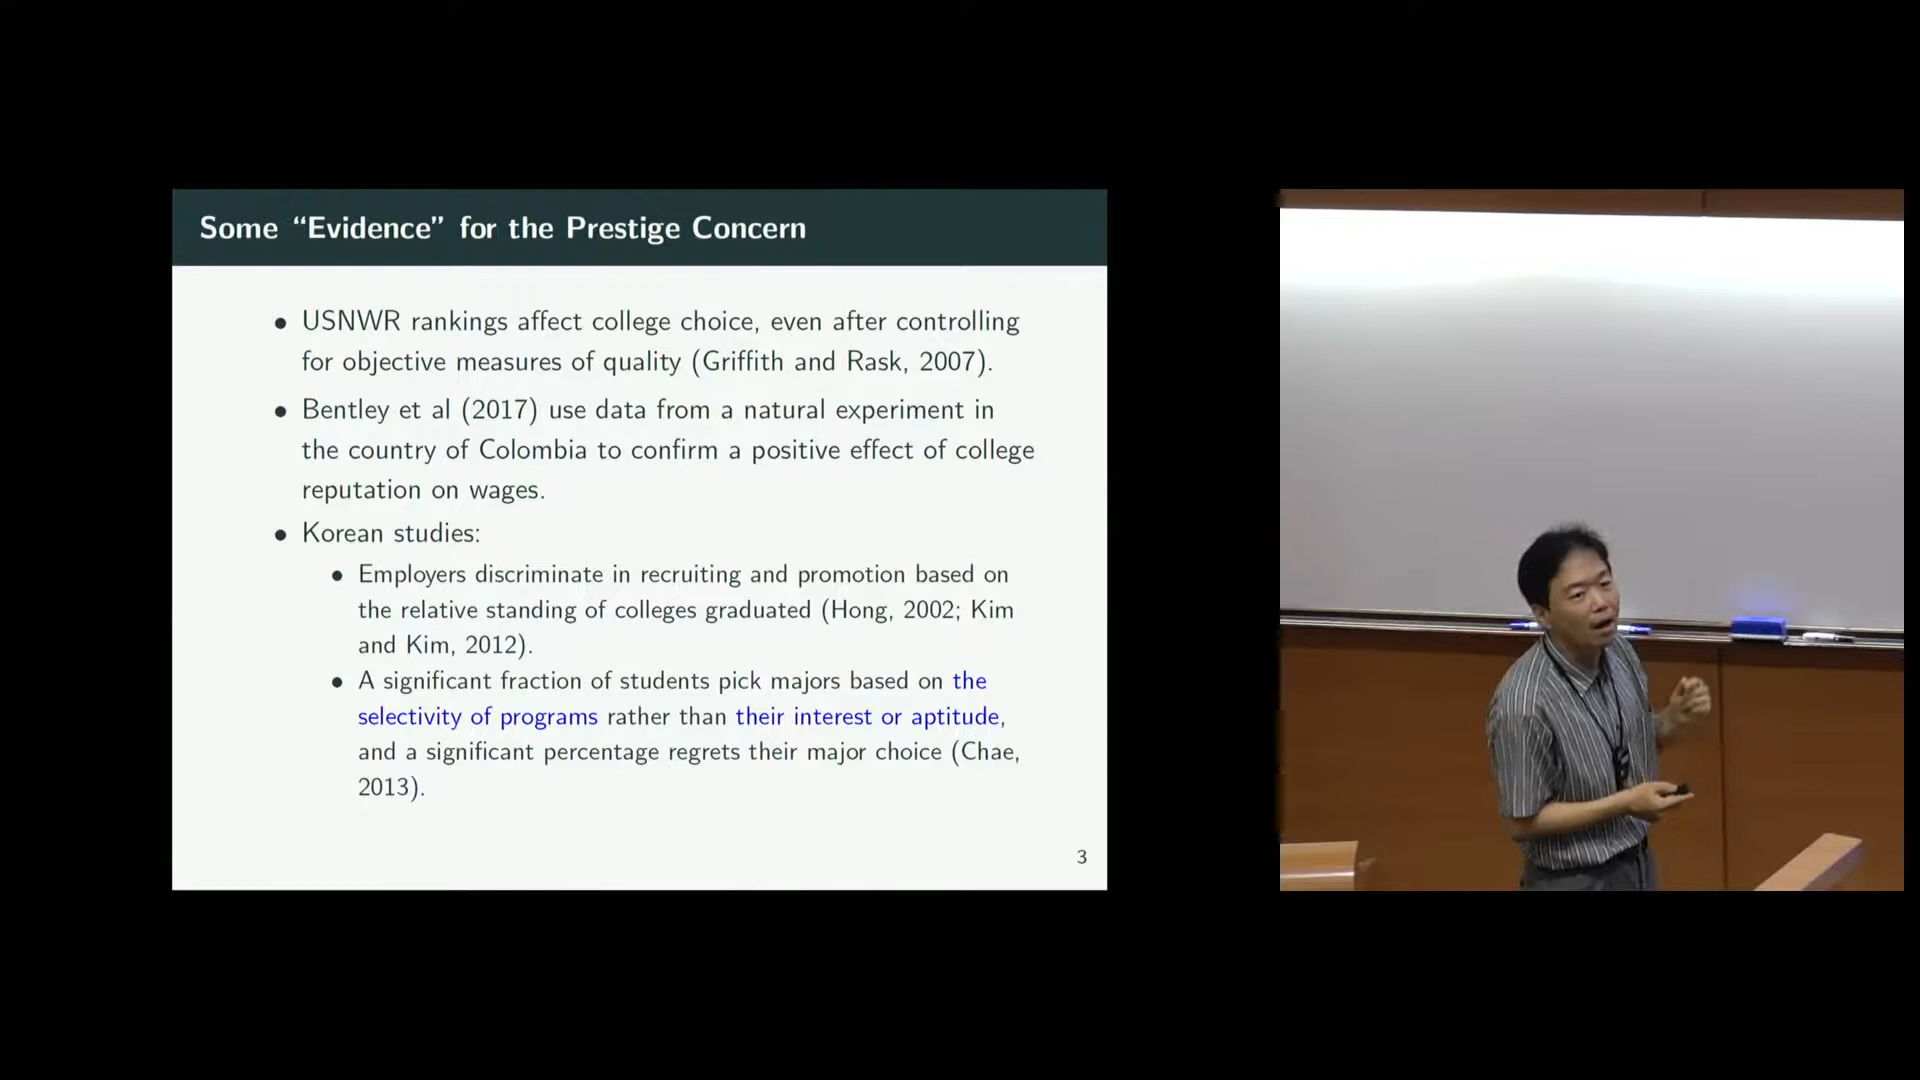 Some “Evidence” for the Prestige Concern
• USNWR rankings affect college choice, even after controlling
for objective measures of quality (Griffith and Rask, 2007).
• Bentley et al (2017) use data from a natural experiment in
the country of Colombia to confirm a positive effect of college
reputation on wages.
• Korean studies:
• Employers discriminate in recruiting and promotion based on
the relative standing of colleges graduated (Hong, 2002; Kim
and Kim, 2012).
• A significant fraction of students pick majors based on the
selectivity of programs rather than their interest or aptitude,
and a significant percentage regrets their major choice (Chae,
2013).
3